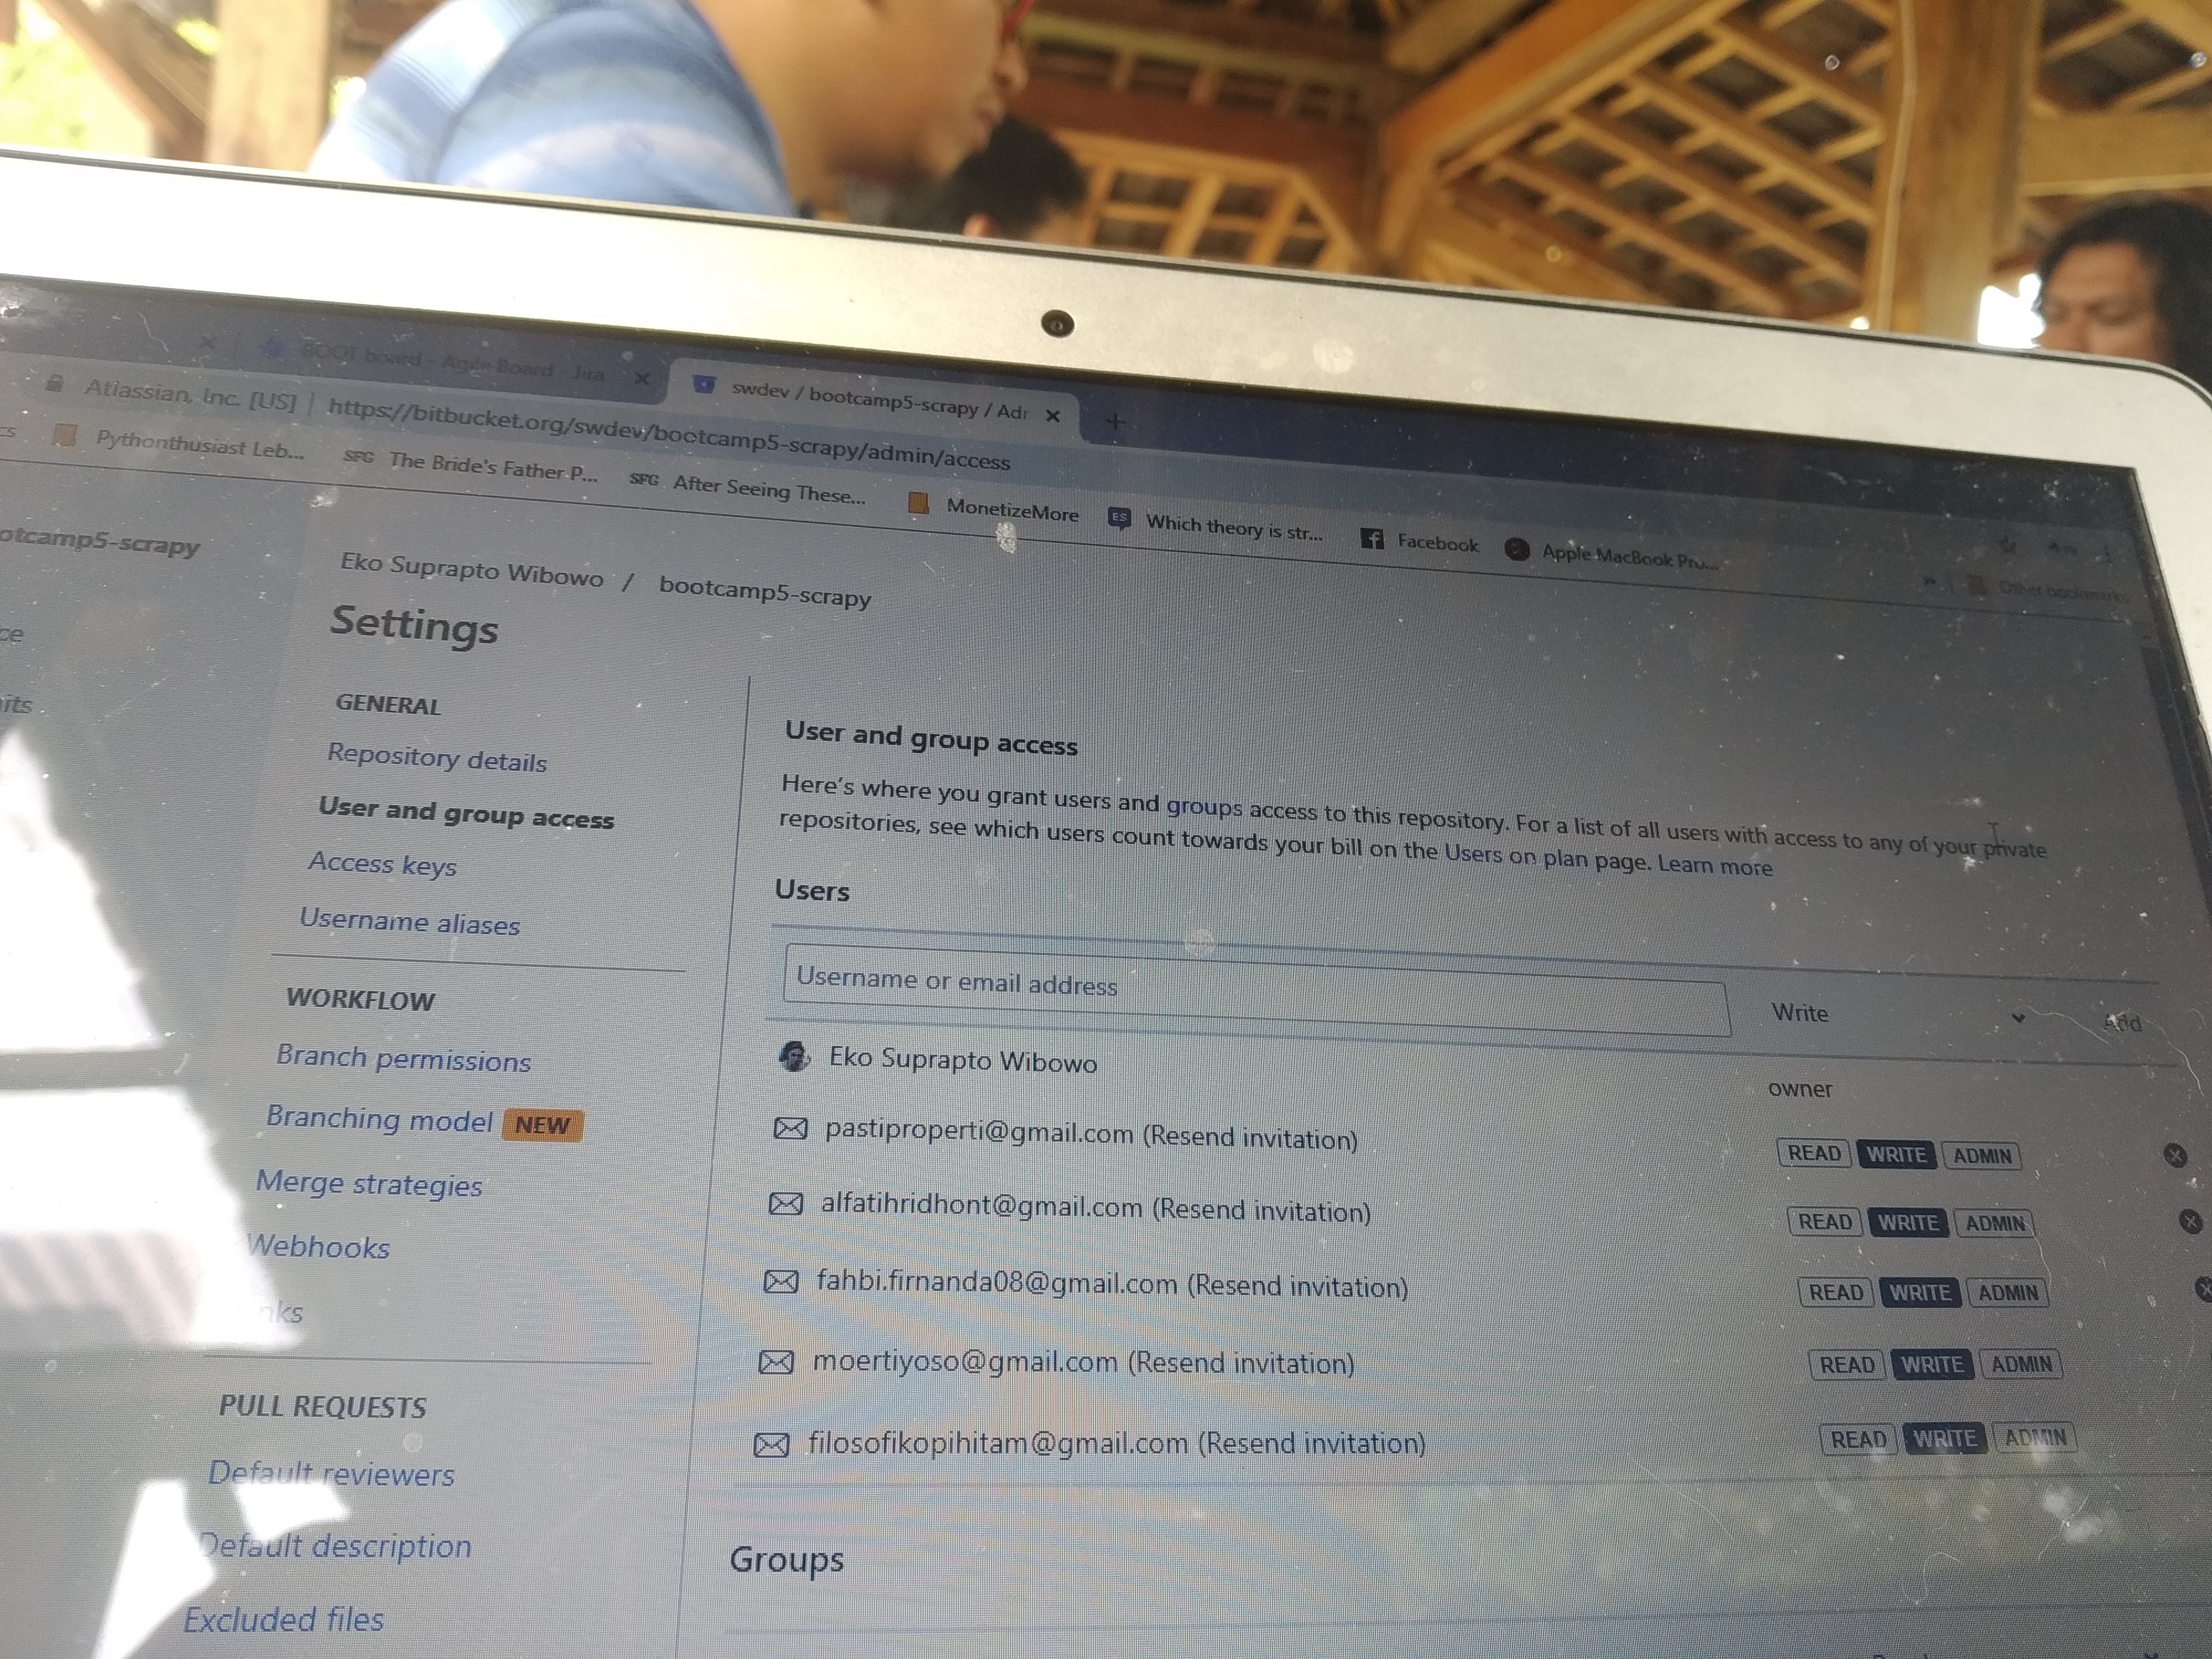 BOOT board - Agile Board - Jira
swdev / bootcamp5-scrapy / Adr
Atlassian, Inc. [US] | https://bitbucket.org/swdev/bootcamp5-scrapy/admin/access
cs Pythonthusiast Leb... SFG The Bride's Father P... SFG After Seeing These... MonetizeMore ES Which theory is str... Facebook Apple MacBook Pro... » Other bookmarks
otcamp5-scrapy
Eko Suprapto Wibowo / bootcamp5-scrapy
Settings
ce
its
GENERAL
Repository details
User and group access
Access keys
Username aliases
WORKFLOW
Branch permissions
Branching model NEW
Merge strategies
Webhooks
nks
PULL REQUESTS
Default reviewers
Default description
Excluded files
User and group access
Here's where you grant users and groups access to this repository. For a list of all users with access to any of your private
repositories, see which users count towards your bill on the Users on plan page. Learn more
Users
Username or email address Write Add
Eko Suprapto Wibowo owner
pastiproperti@gmail.com (Resend invitation) READ WRITE ADMIN
alfatihridhont@gmail.com (Resend invitation) READ WRITE ADMIN
fahbi.firnanda08@gmail.com (Resend invitation) READ WRITE ADMIN
moertiyoso@gmail.com (Resend invitation) READ WRITE ADMIN
filosofikopihitam@gmail.com (Resend invitation) READ WRITE ADMIN
Groups